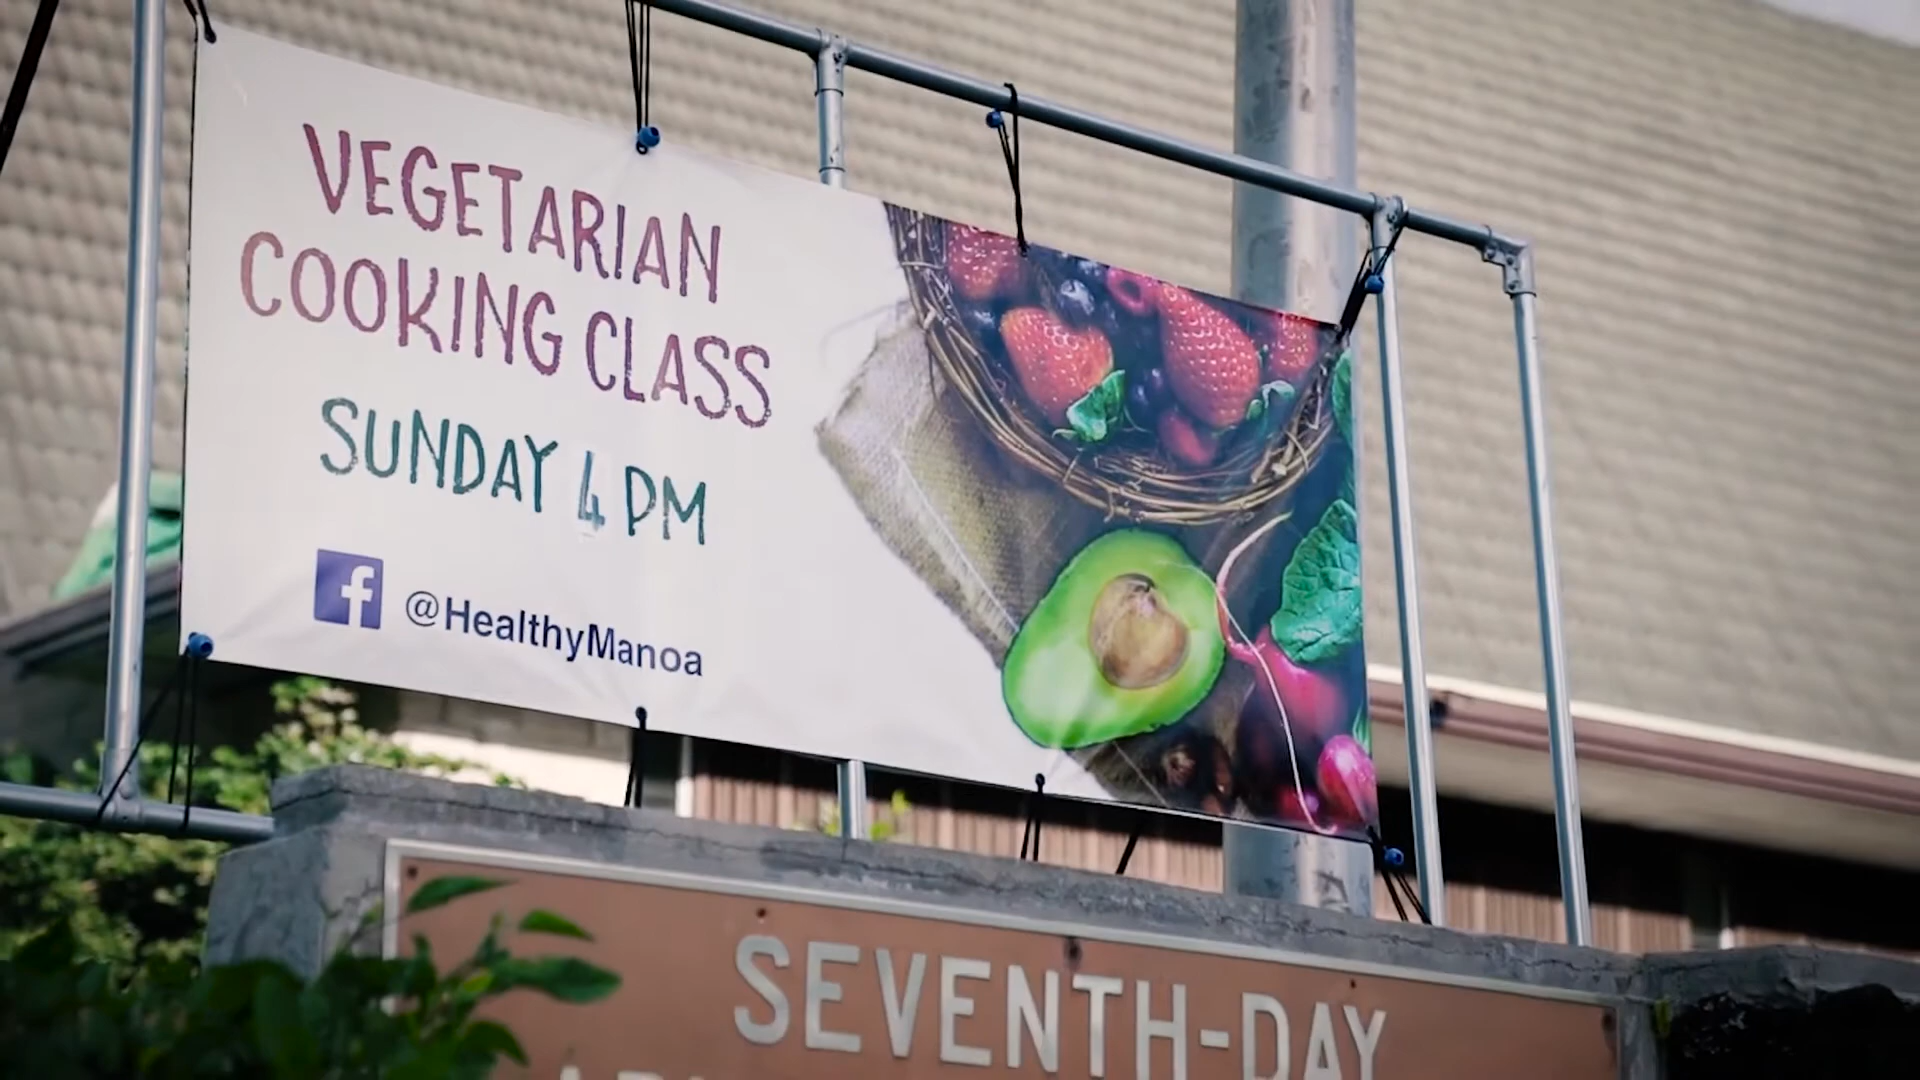 VEGETARIAN
COOKING CLASS
SUNDAY 4 PM
f @HealthyManoa
SEVENTH-DAY